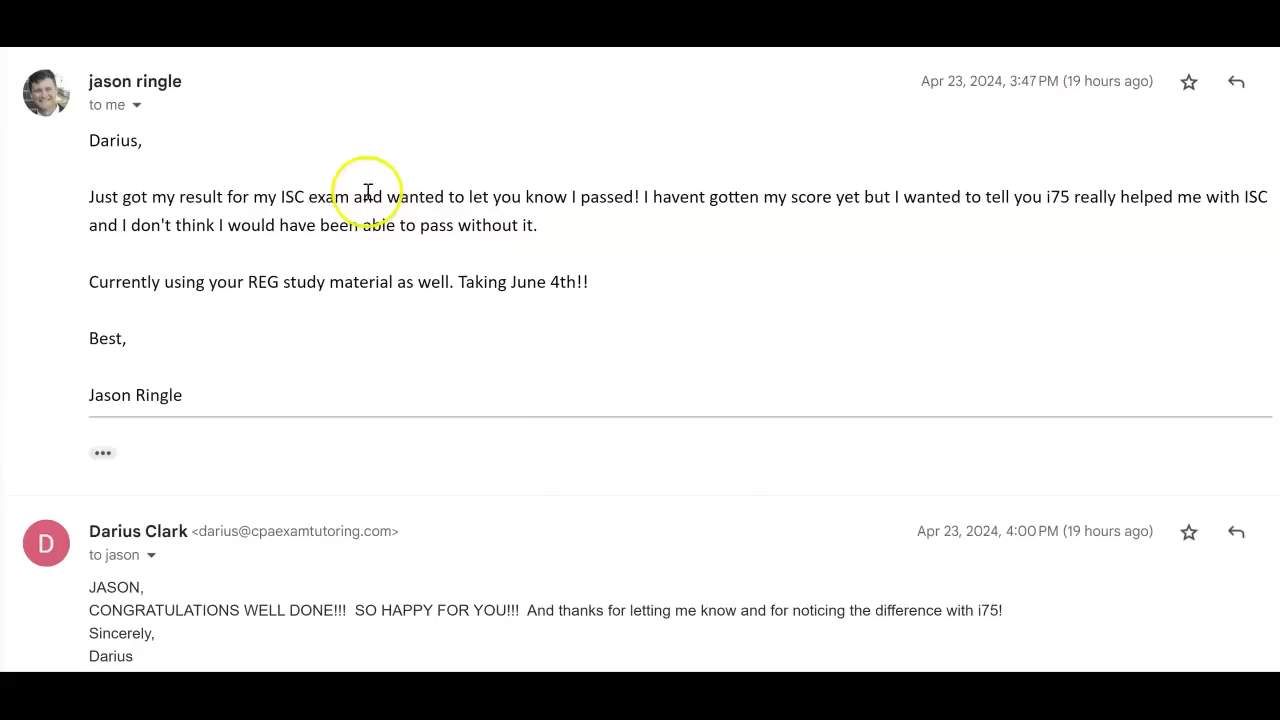 jason ringle
Apr 23, 2024, 3:47 PM (19 hours ago)
to me
Darius,
Just got my result for my ISC exam and wanted to let you know I passed! I havent gotten my score yet but I wanted to tell you i75 really helped me with ISC
and I don't think I would have been able to pass without it.
Currently using your REG study material as well. Taking June 4th!!
Best,
Jason Ringle
Darius Clark <darius@cpaexamtutoring.com>
Apr 23, 2024, 4:00 PM (19 hours ago)
D
to jason
JASON,
CONGRATULATIONS WELL DONE!!! SO HAPPY FOR YOU!!! And thanks for letting me know and for noticing the difference with i75!
Sincerely,
Darius